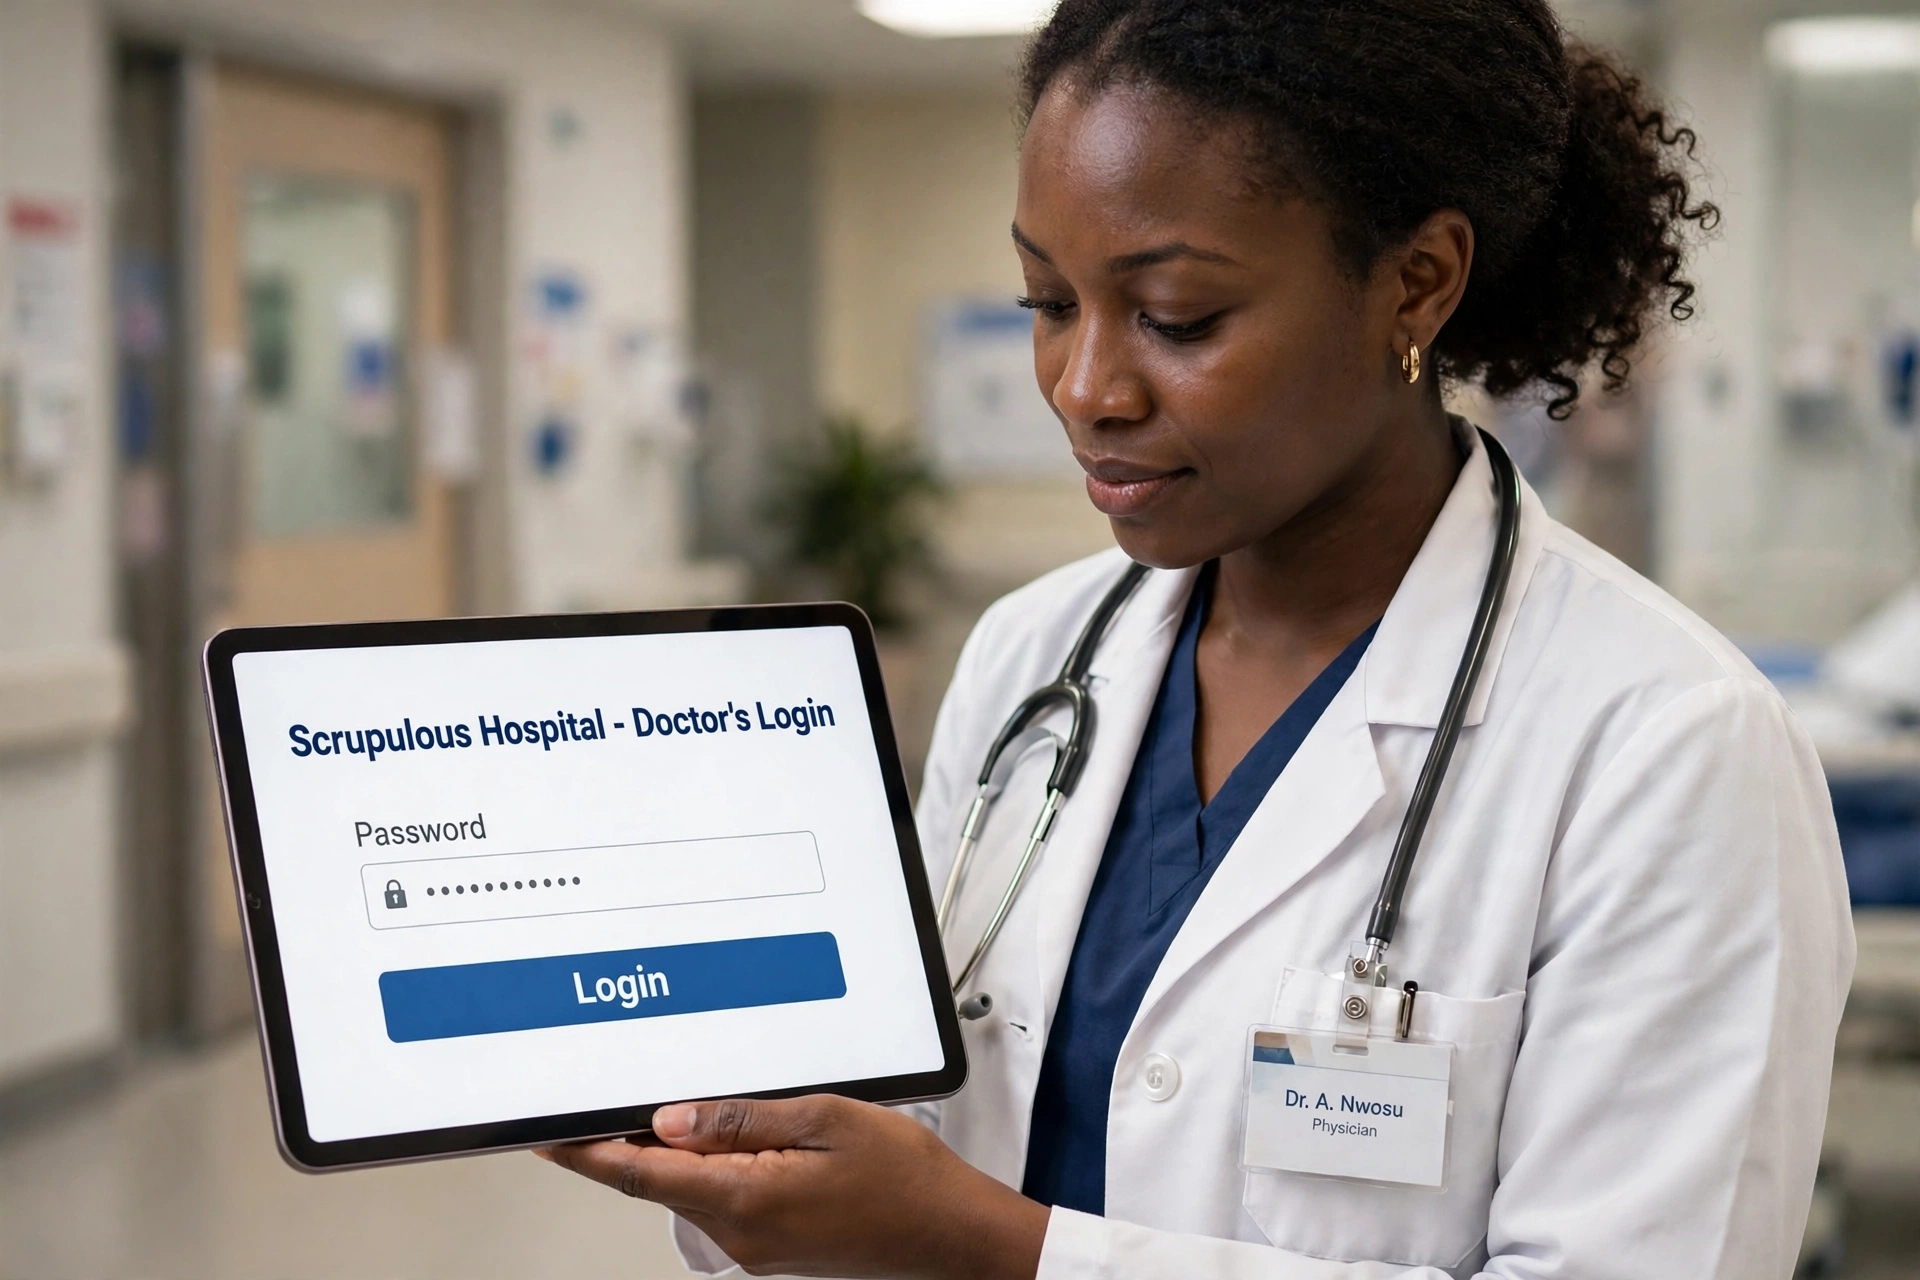 Scrupulous Hospital - Doctor's Login
Password
•••••••••••
Login
Dr. A. Nwosu
Physician